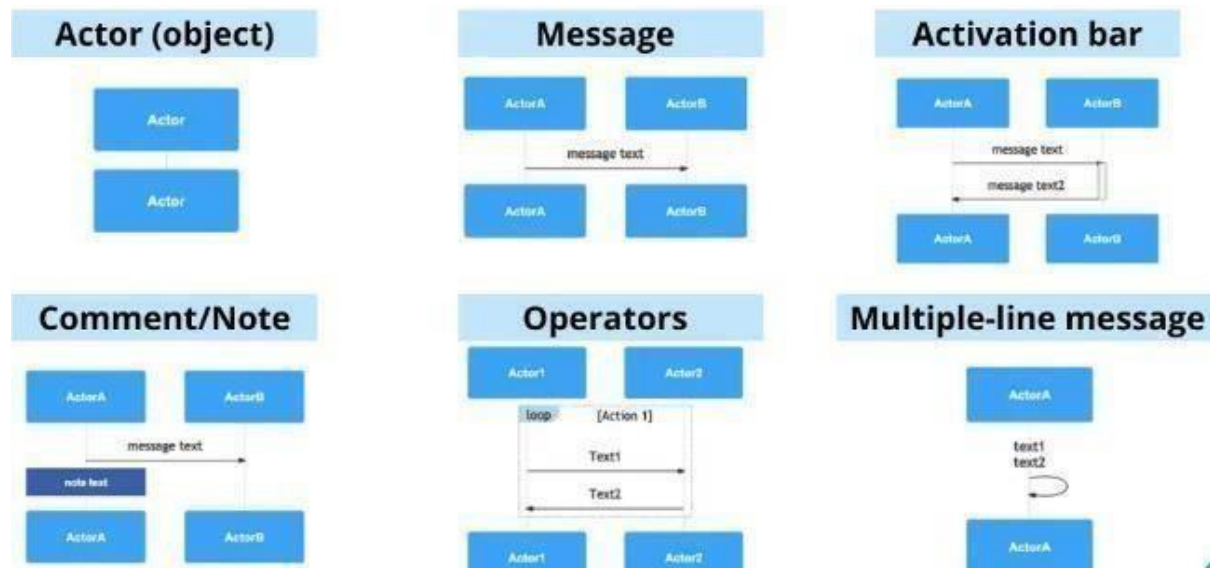 Actor (object)
Actor
Actor
Message
ActorA
ActorB
message text
ActorA
ActorB
Activation bar
ActorA
ActorB
message text
message text2
ActorA
ActorB
Comment/Note
ActorA
ActorB
message text
note text
ActorA
ActorB
Operators
Actor1
Actor2
loop [Action 1]
Text1
Text2
Actor1
Actor2
Multiple-line message
ActorA
text1
text2
ActorA